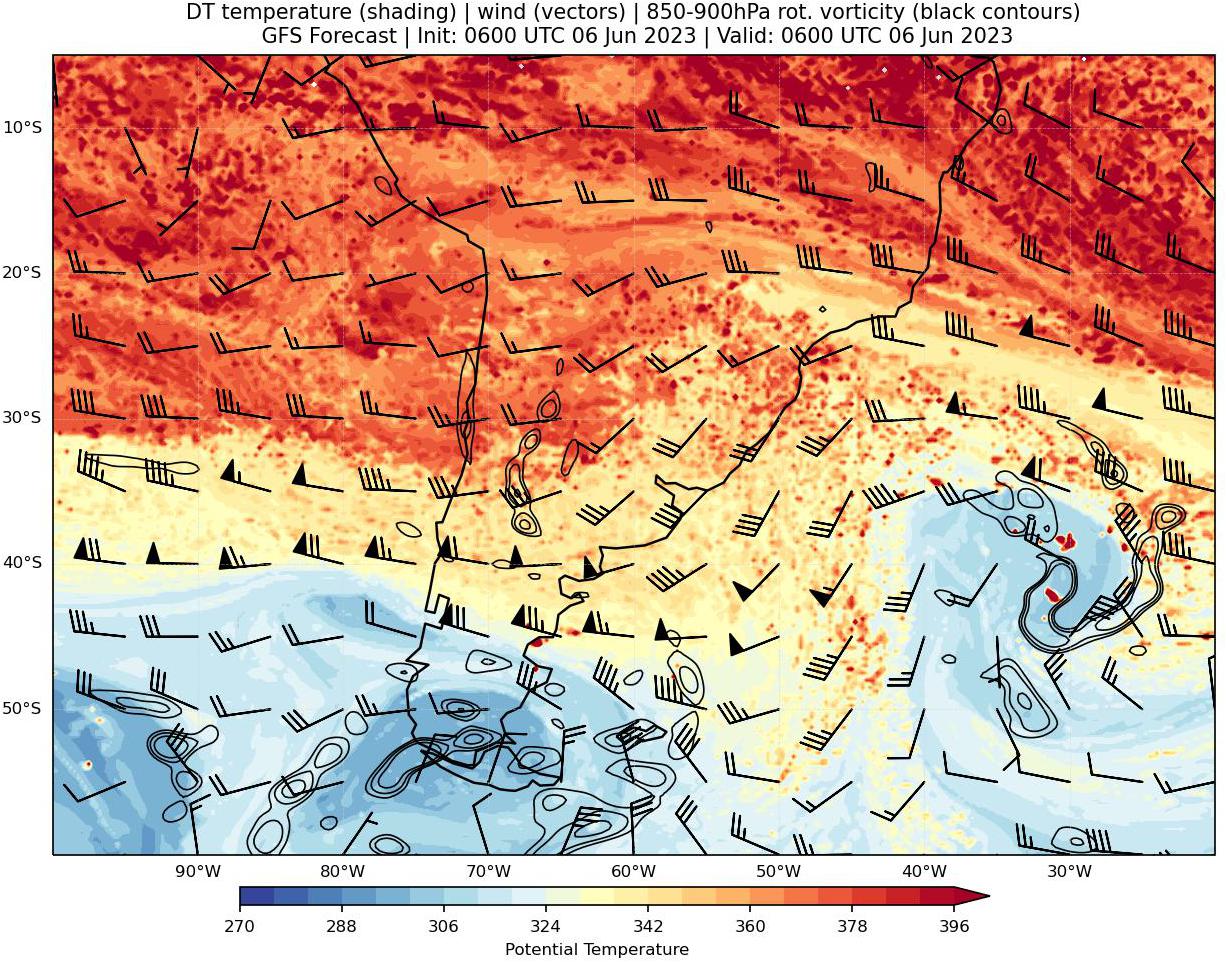 DT temperature (shading) | wind (vectors) | 850-900hPa rot. vorticity (black contours)
GFS Forecast | Init: 0600 UTC 06 Jun 2023 | Valid: 0600 UTC 06 Jun 2023
10°S
20°S
30°S
40°S
50°S
90°W 80°W 70°W 60°W 50°W 40°W 30°W
270 288 306 324 342 360 378 396
Potential Temperature